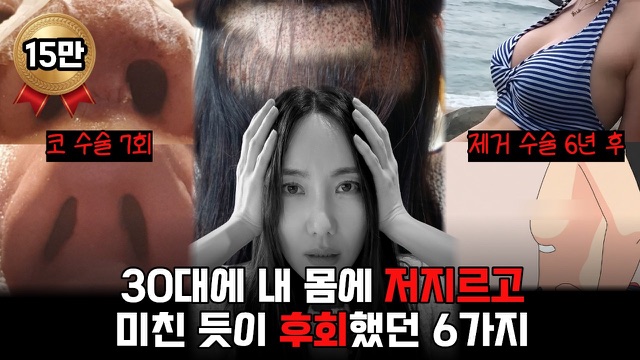 15만
코 수술 7회
제거 수술 6년 후
30대에 내 몸에 저지르고
미친 듯이 후회했던 6가지